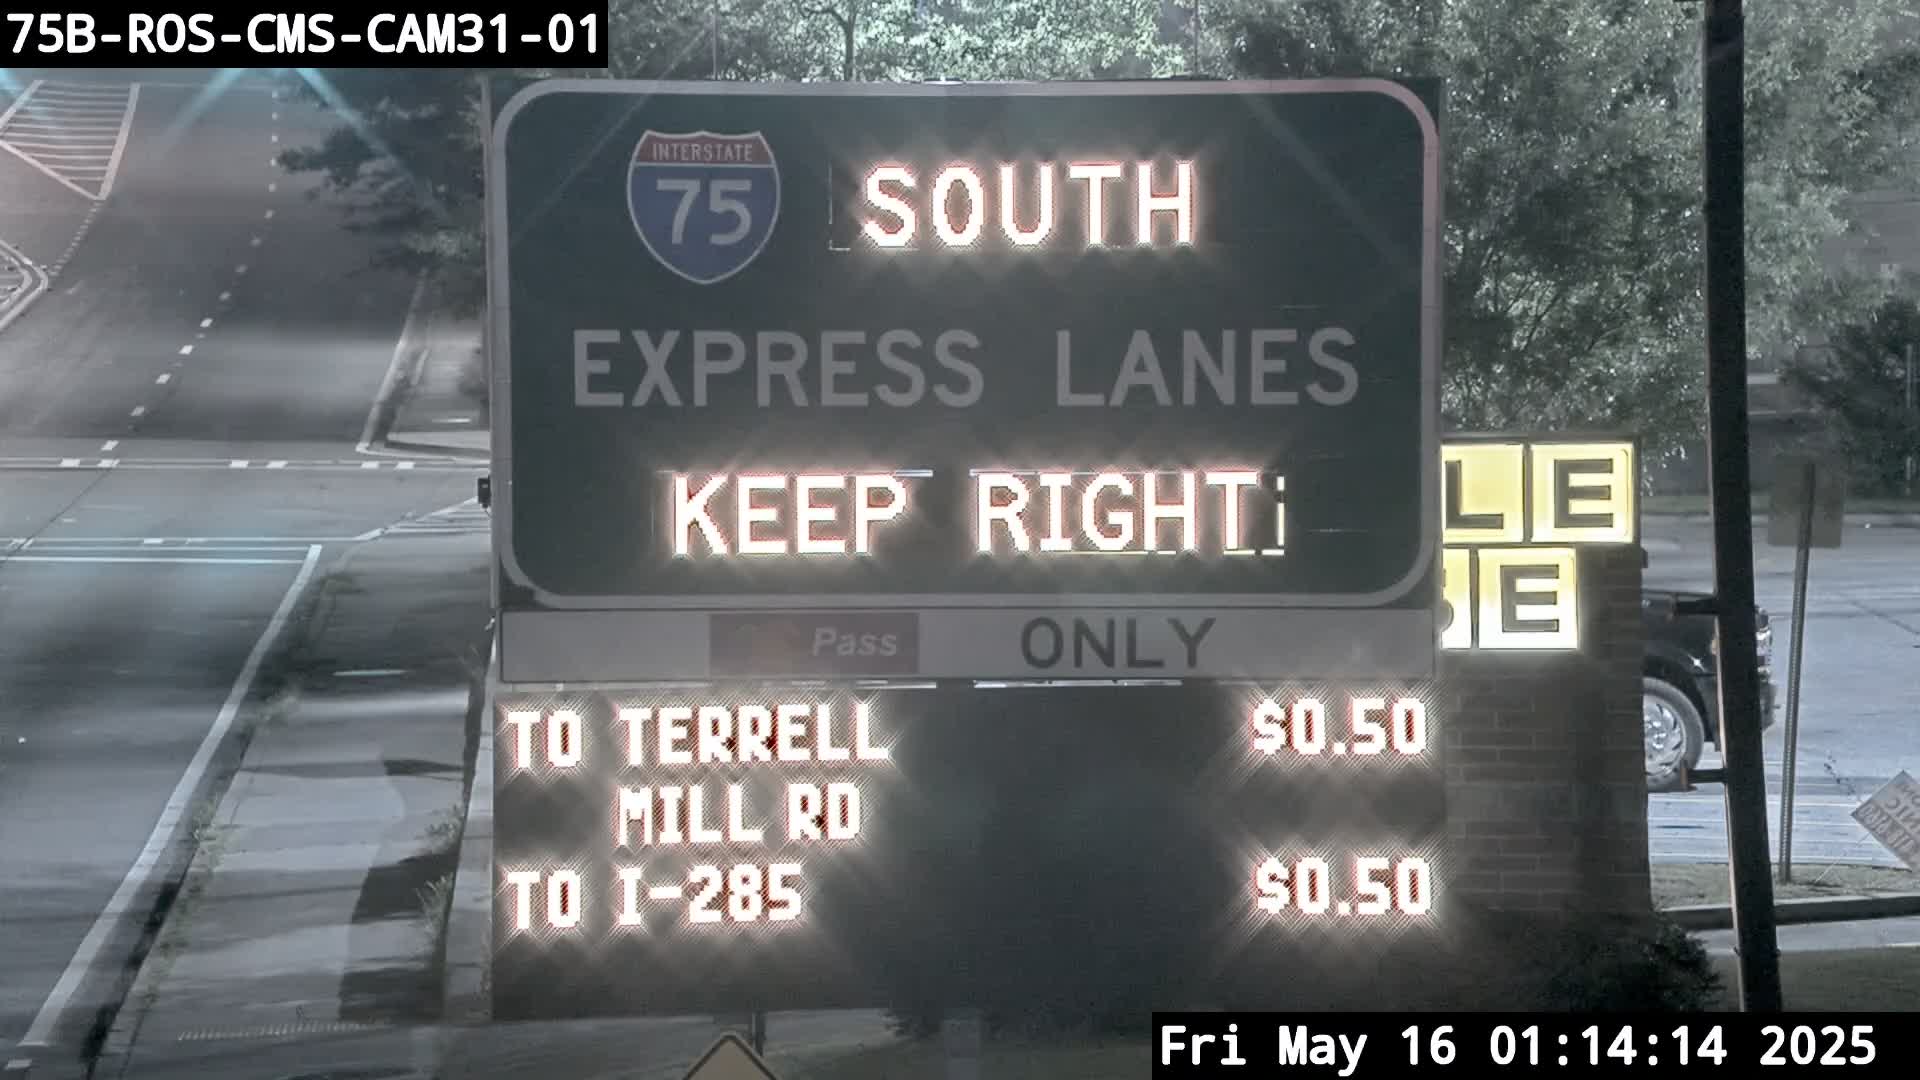 75B-ROS-CMS-CAM31-01
INTERSTATE
75
SOUTH
EXPRESS LANES
KEEP RIGHT
Pass ONLY
TO TERRELL $0.50
MILL RD
TO I-285 $0.50
LE
E
Fri May 16 01:14:14 2025